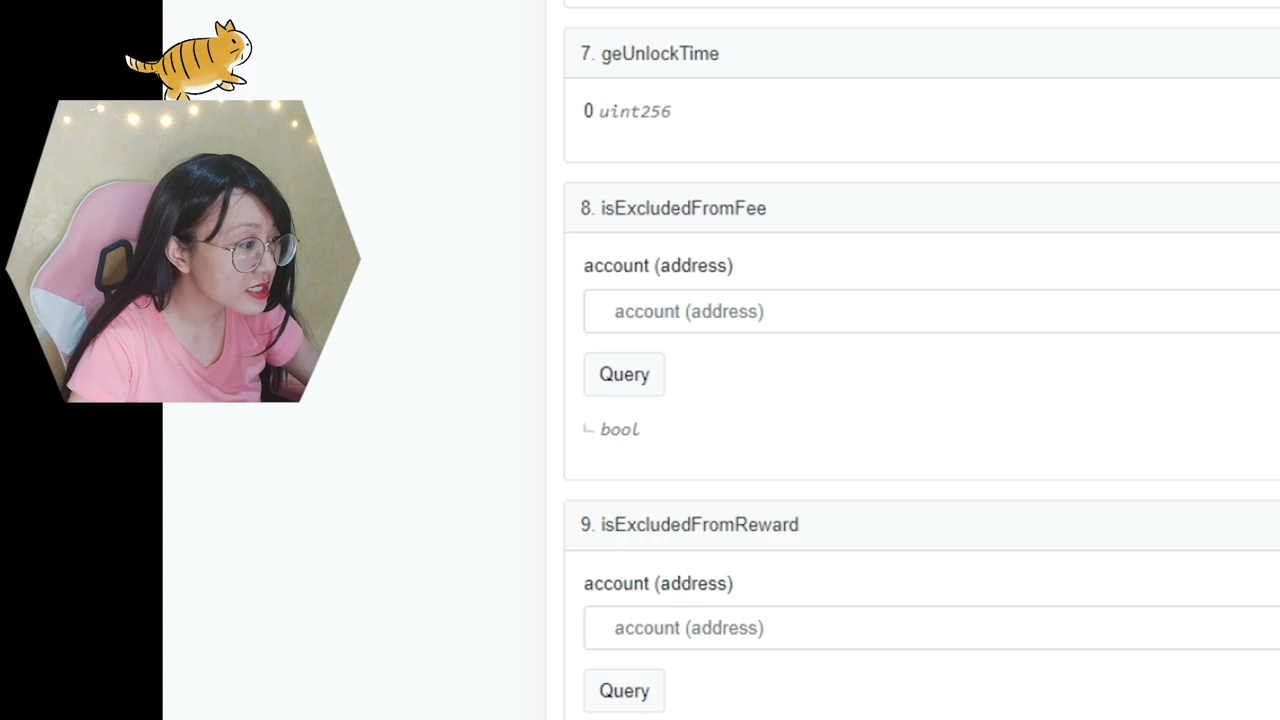 7. geUnlockTime
0 uint256
8. isExcludedFromFee
account (address)
account (address)
Query
bool
9. isExcludedFromReward
account (address)
account (address)
Query